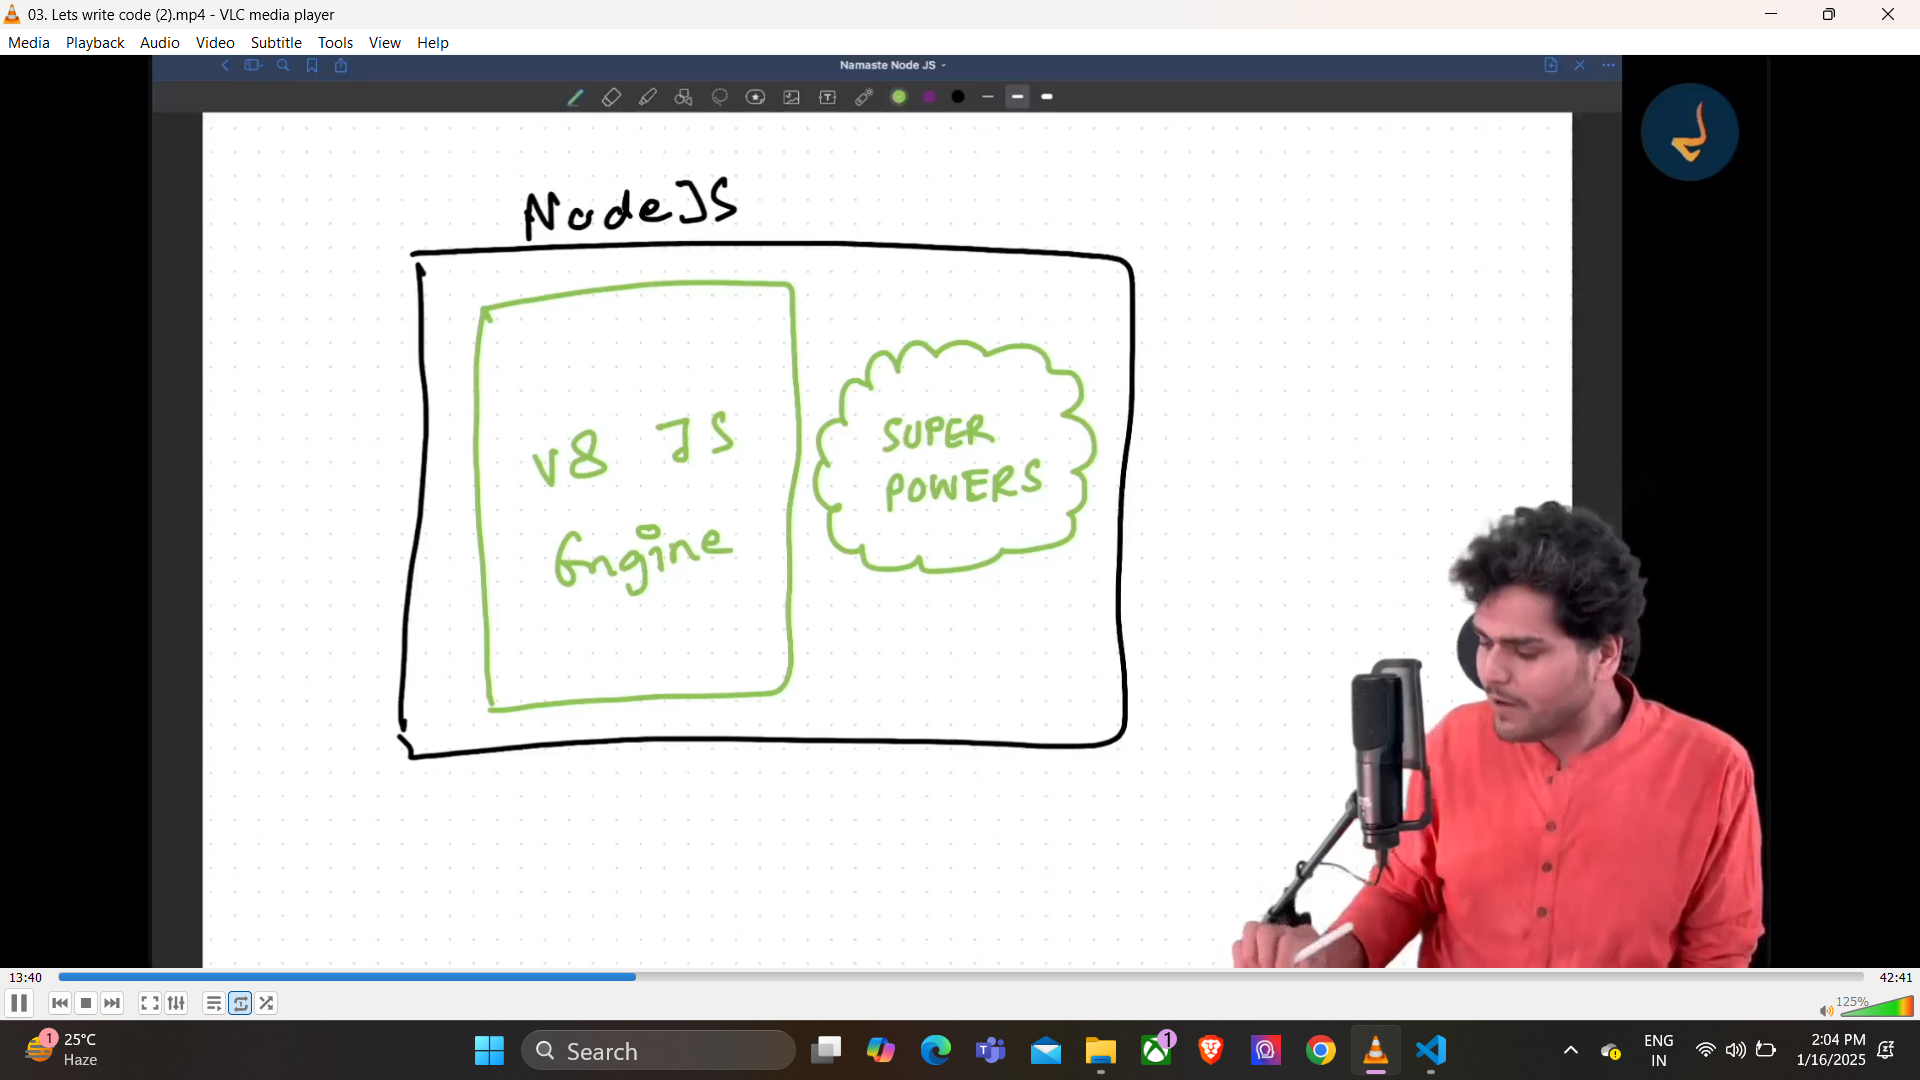 03. Lets write code (2).mp4 - VLC media player
Media Playback Audio Video Subtitle Tools View Help
Namaste Node JS
NodeJS
V8 JS
Engine
SUPER
POWERS
13:40
42:41
125%
1
25°C
Haze
Search
1
ENG
IN
2:04 PM
1/16/2025